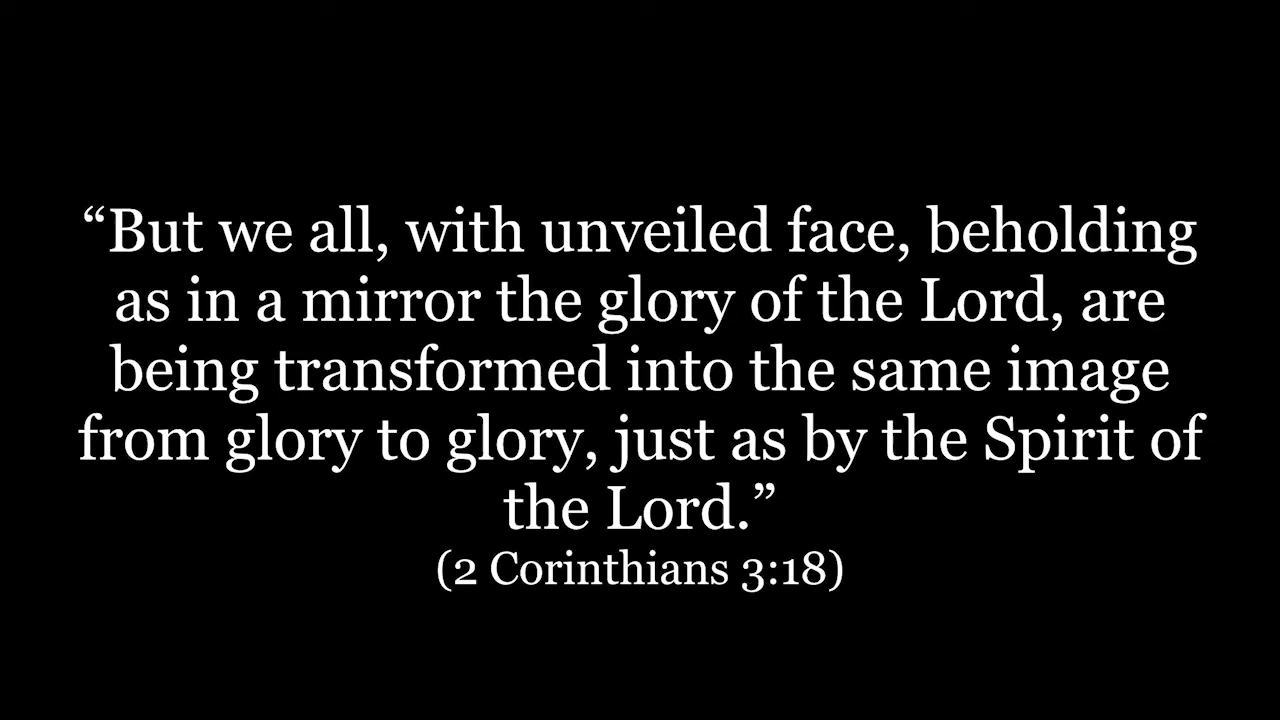 “But we all, with unveiled face, beholding
as in a mirror the glory of the Lord, are
being transformed into the same image
from glory to glory, just as by the Spirit of
the Lord.”
(2 Corinthians 3:18)